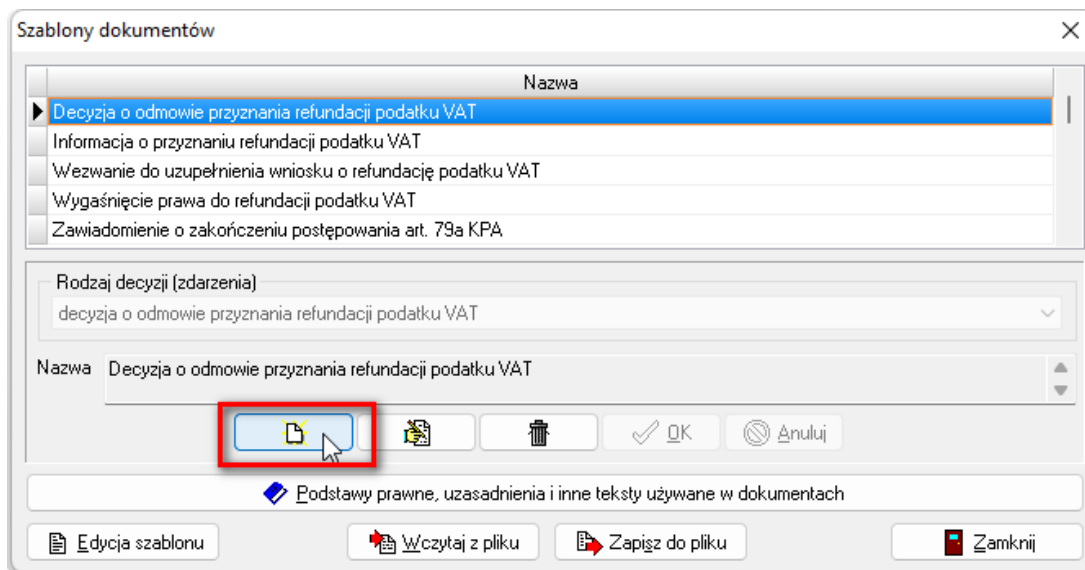 Szablony dokumentów
Nazwa
Decyzja o odmowie przyznania refundacji podatku VAT
Informacja o przyznaniu refundacji podatku VAT
Wezwanie do uzupełnienia wniosku o refundację podatku VAT
Wygaśnięcie prawa do refundacji podatku VAT
Zawiadomienie o zakończeniu postępowania art. 79a KPA
Rodzaj decyzji (zdarzenia)
decyzja o odmowie przyznania refundacji podatku VAT
Nazwa Decyzja o odmowie przyznania refundacji podatku VAT
OK Anuluj
Podstawy prawne, uzasadnienia i inne teksty używane w dokumentach
Edycja szablonu Wczytaj z pliku Zapisz do pliku Zamknij